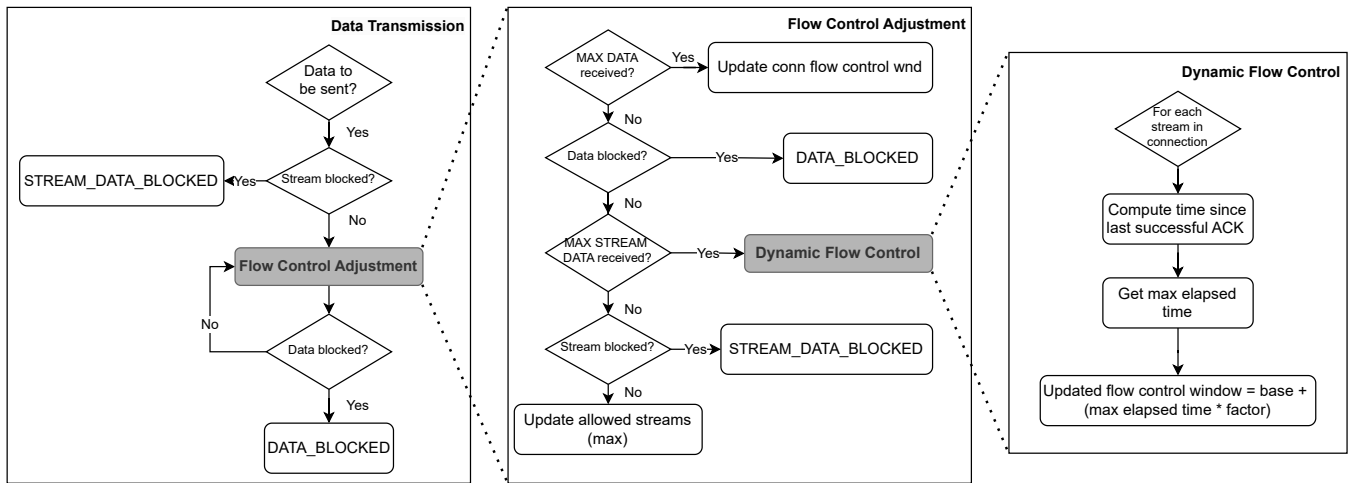 Data Transmission
Data to
be sent?
Yes
Stream blocked?
Yes
STREAM_DATA_BLOCKED
No
Flow Control Adjustment
No
Data blocked?
Yes
DATA_BLOCKED
Flow Control Adjustment
MAX DATA
received?
Yes
Update conn flow control wnd
No
Data blocked?
Yes
DATA_BLOCKED
No
MAX STREAM
DATA received?
Yes
Dynamic Flow Control
No
Stream blocked?
Yes
STREAM_DATA_BLOCKED
No
Update allowed streams
(max)
Dynamic Flow Control
For each
stream in
connection
Compute time since
last successful ACK
Get max elapsed
time
Updated flow control window = base +
(max elapsed time * factor)